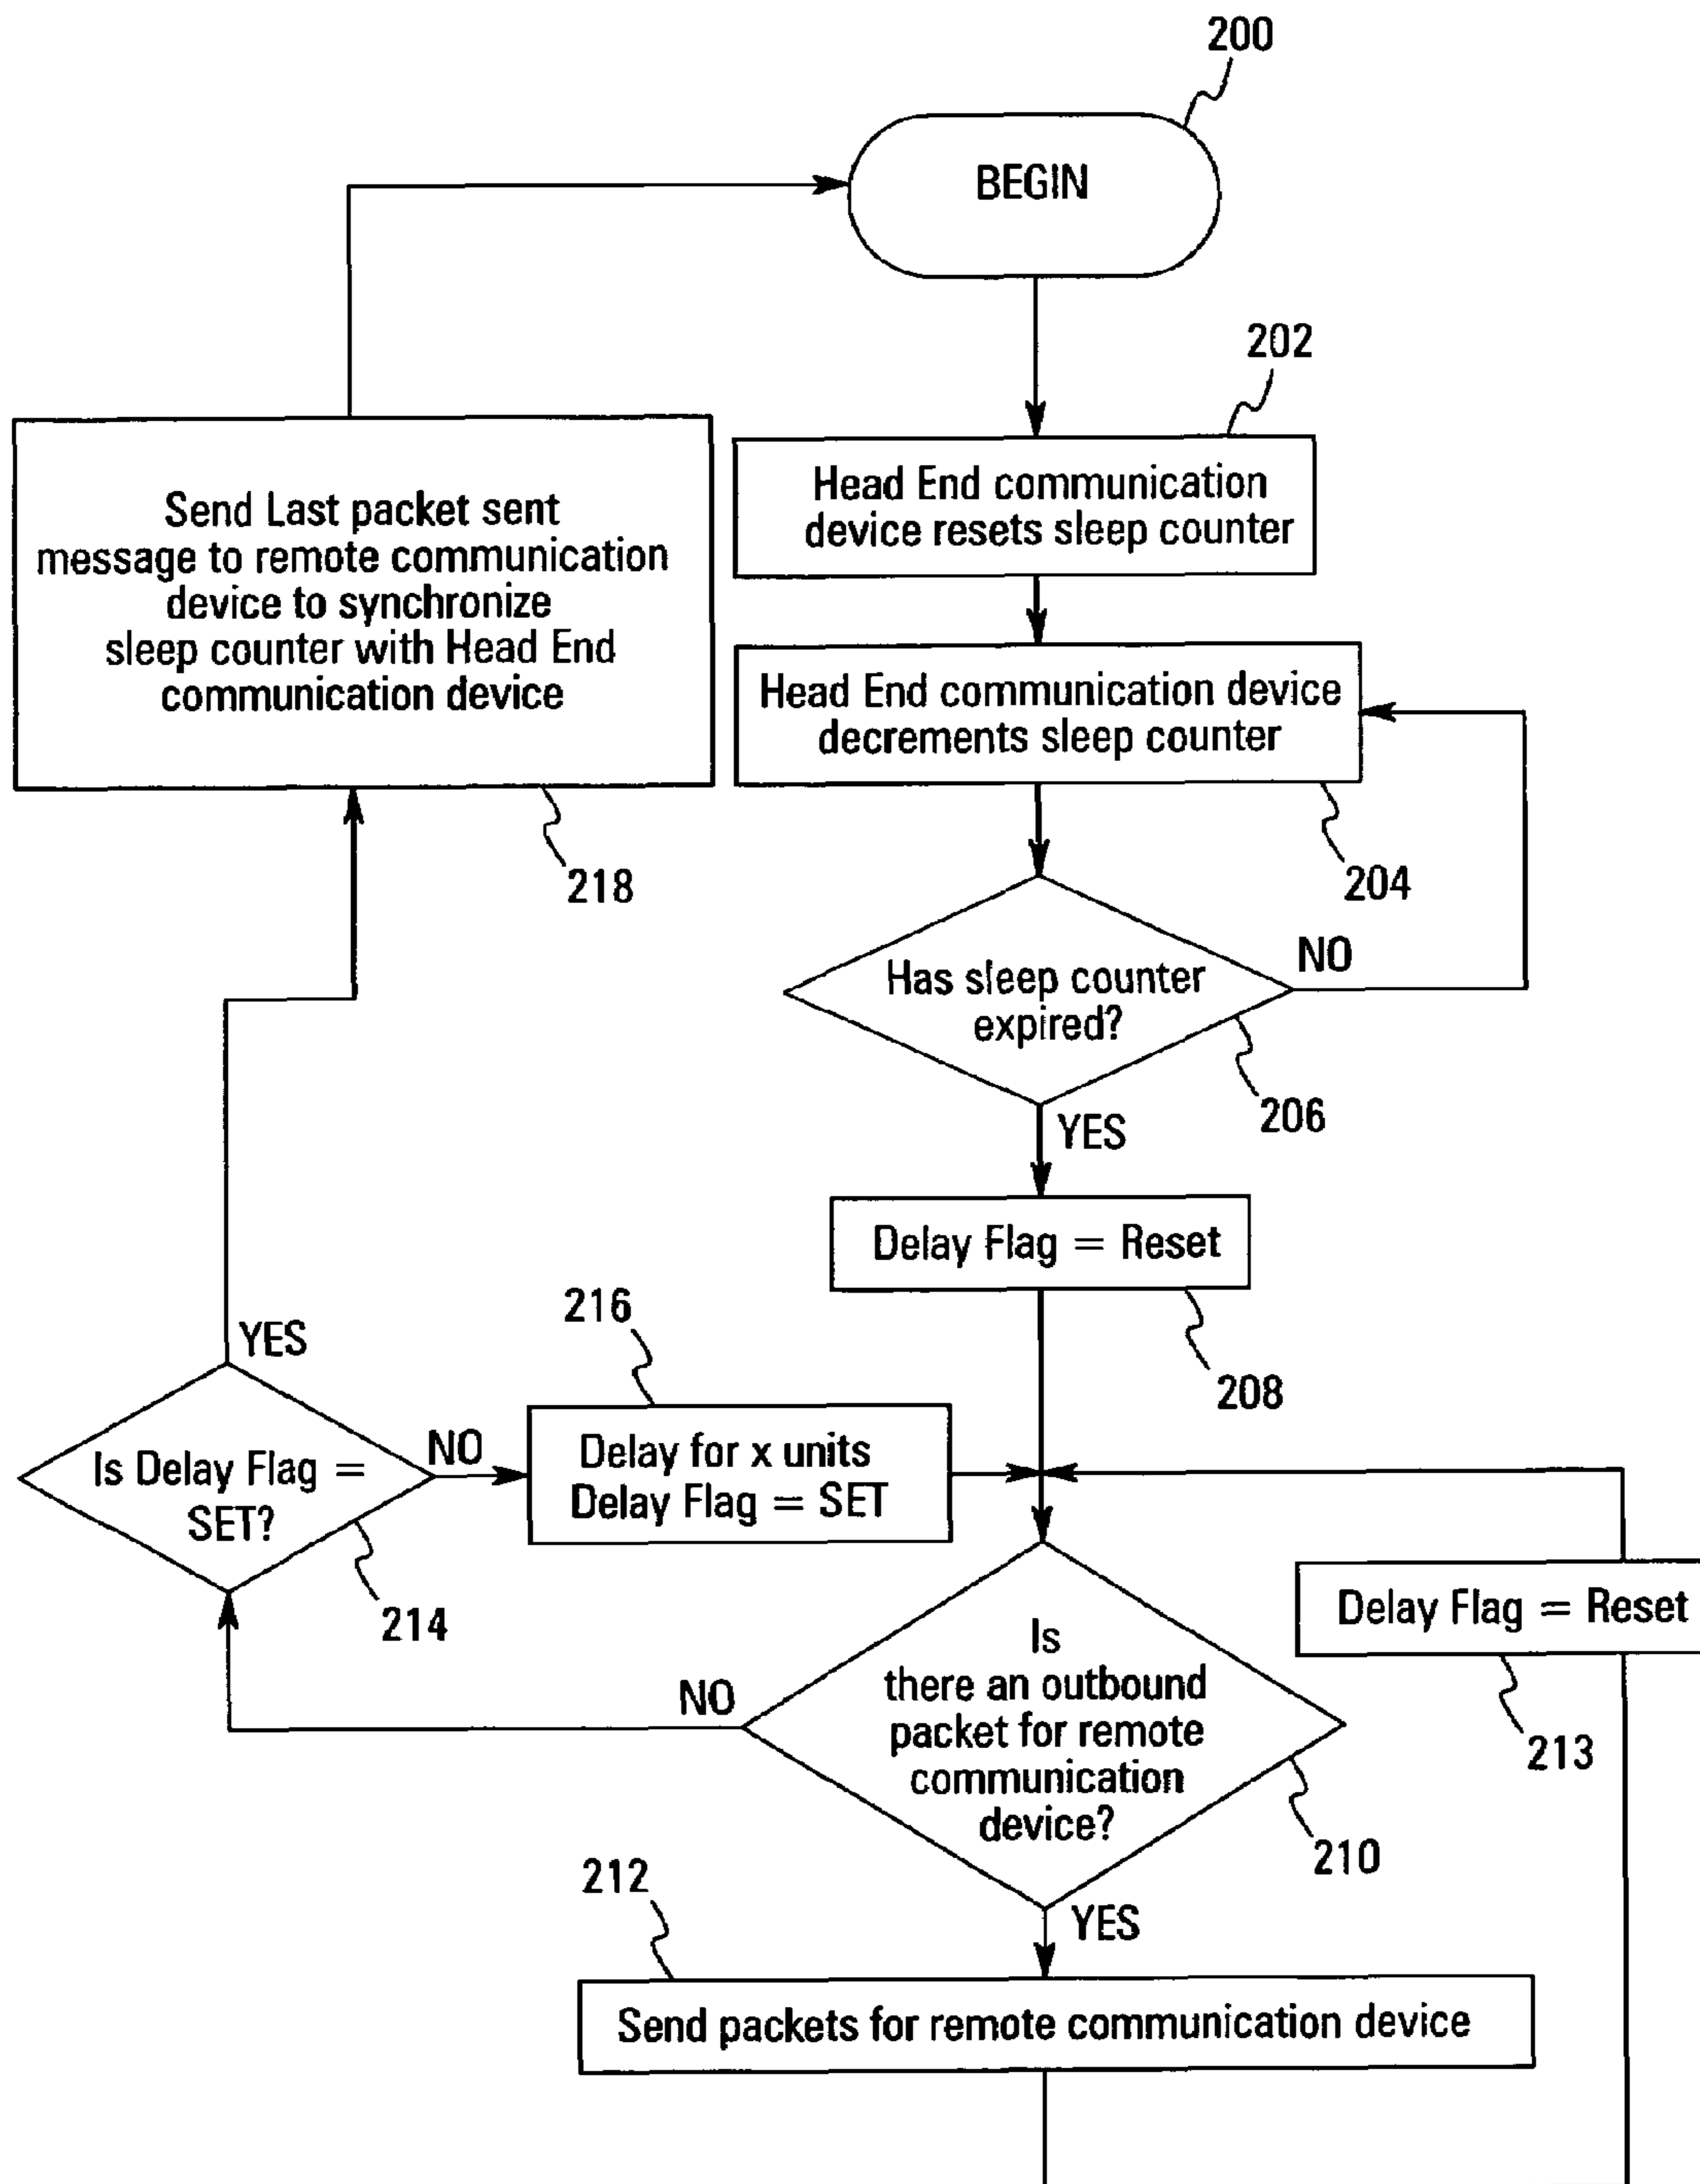 200
BEGIN
202
Head End communication
device resets sleep counter
Send Last packet sent
message to remote communication
device to synchronize
sleep counter with Head End
communication device
218
Head End communication device
decrements sleep counter
204
Has sleep counter
expired?
NO
206
YES
Delay Flag = Reset
208
216
Delay for x units
Delay Flag = SET
YES
Is Delay Flag =
SET?
NO
214
Delay Flag = Reset
213
Is
there an outbound
packet for remote
communication
device?
NO
210
YES
212
Send packets for remote communication device